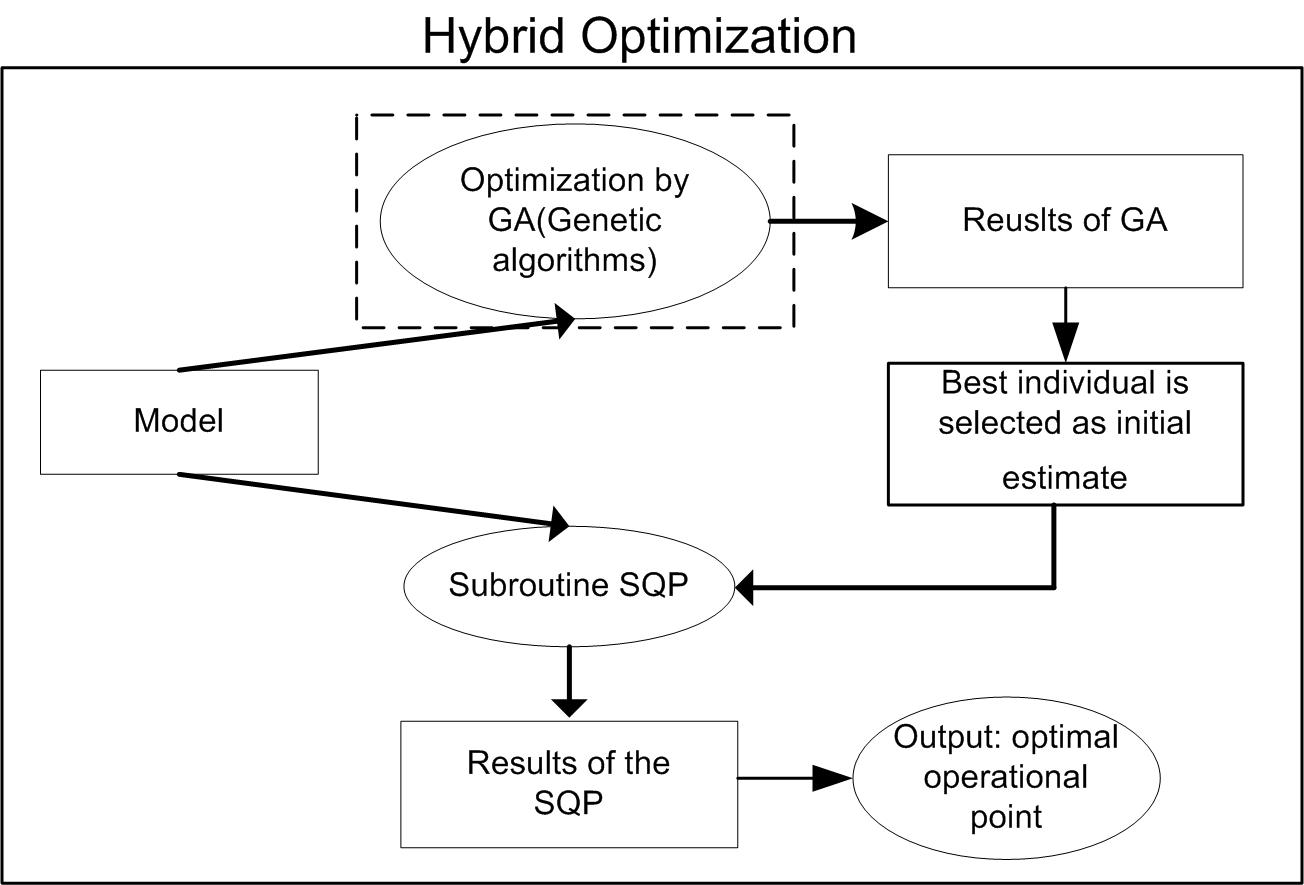 Hybrid Optimization
Optimization by
GA(Genetic
algorithms)
Reuslts of GA
Model
Best individual is
selected as initial
estimate
Subroutine SQP
Results of the
SQP
Output: optimal
operational
point